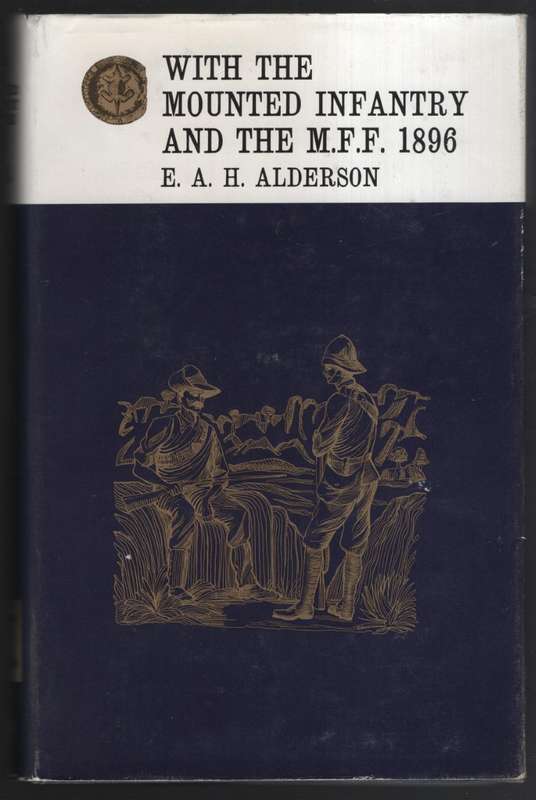 WITH THE
MOUNTED INFANTRY
AND THE M.F.F. 1896
E. A. H. ALDERSON